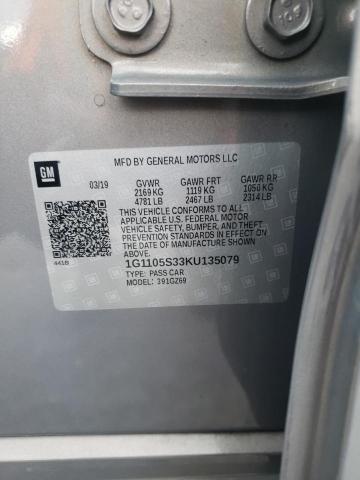 GM
MFD BY GENERAL MOTORS LLC
03/19 GVWR GAWR FRT GAWR RR
2169 KG 1119 KG 1050 KG
4781 LB 2467 LB 2314 LB
THIS VEHICLE CONFORMS TO ALL
APPLICABLE U.S. FEDERAL MOTOR
VEHICLE SAFETY, BUMPER, AND THEFT
PREVENTION STANDARDS IN EFFECT ON
THE DATE OF MANUFACTURE SHOWN
ABOVE.
441B
1G1105S33KU135079
TYPE: PASS CAR
MODEL: 391GZ69